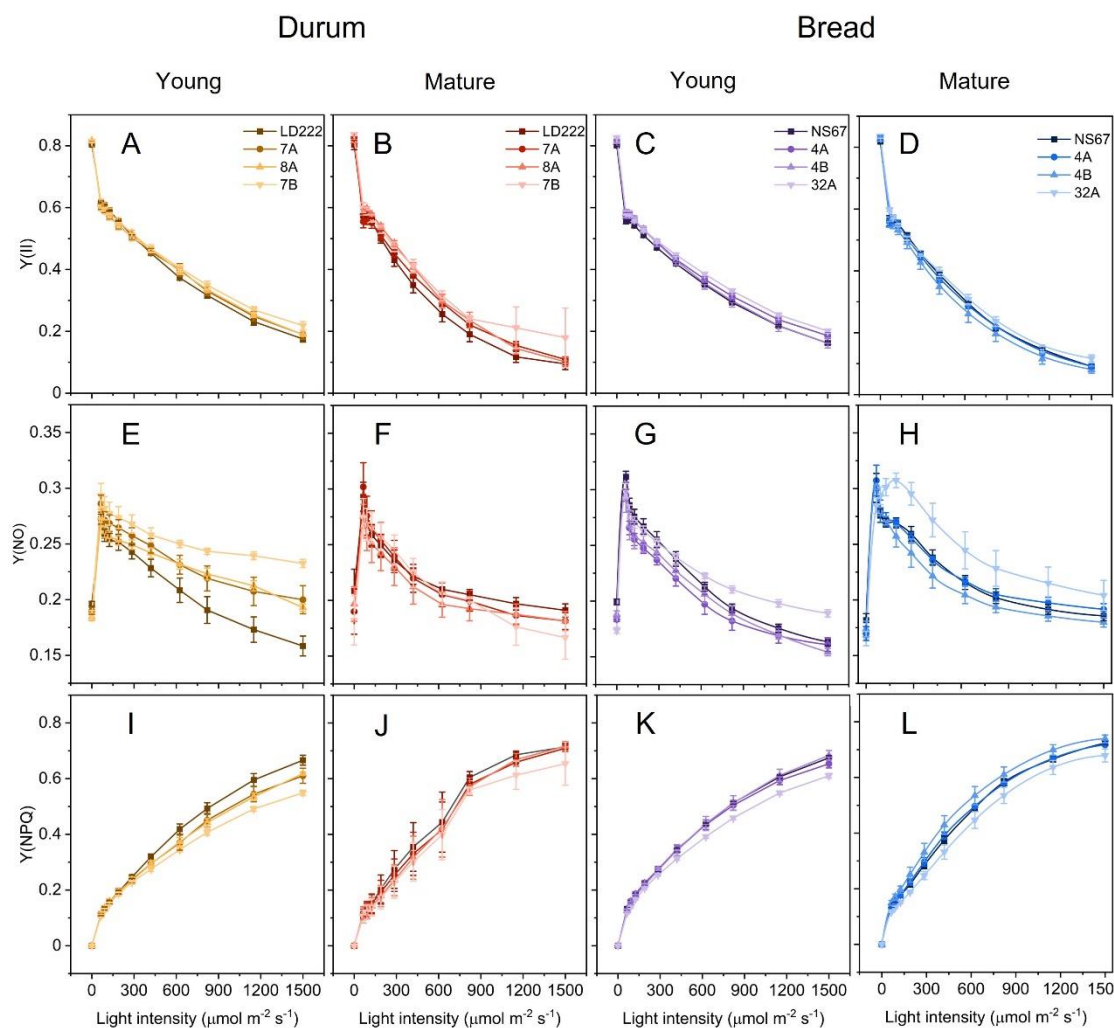 Durum Bread
Young Mature Young Mature
A B C D
LD222 LD222 NS67 NS67
7A 7A 4A 4A
8A 8A 4B 4B
7B 7B 32A 32A
Y(II)
0.8
0.6
0.4
0.2
0
E F G H
Y(NO)
0.35
0.3
0.25
0.2
0.15
I J K L
Y(NPQ)
0.8
0.6
0.4
0.2
0
0 300 600 900 1200 1500 0 300 600 900 1200 1500 0 300 600 900 1200 1500 0 300 600 900 1200 150
Light intensity (μmol m⁻² s⁻¹) Light intensity (μmol m⁻² s⁻¹) Light intensity (μmol m⁻² s⁻¹) Light intensity (μmol m⁻² s⁻¹)